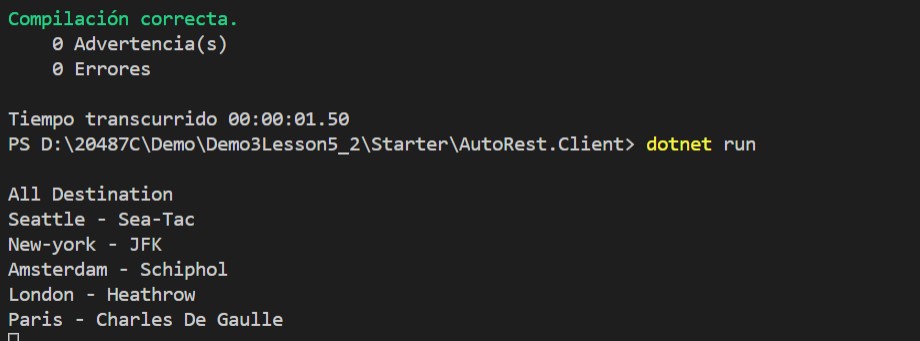 Compilación correcta.
0 Advertencia(s)
0 Errores
Tiempo transcurrido 00:00:01.50
PS D:\20487C\Demo\Demo3Lesson5_2\Starter\AutoRest.Client> dotnet run
All Destination
Seattle - Sea-Tac
New-york - JFK
Amsterdam - Schiphol
London - Heathrow
Paris - Charles De Gaulle